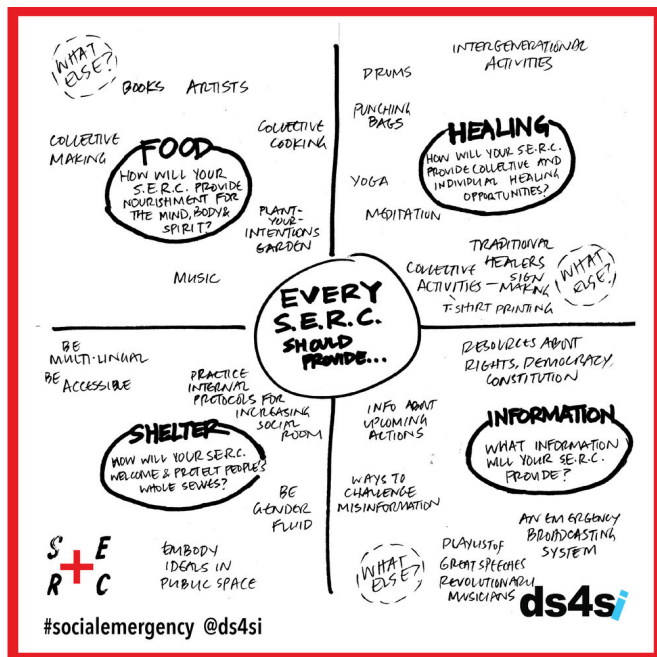 WHAT
ELSE?
BOOKS
ARTISTS
COLLECTIVE
MAKING
COLLECTIVE
COOKING
FOOD
HOW WILL YOUR
S.E.R.C. PROVIDE
NOURISHMENT FOR
THE MIND, BODY &
SPIRIT?
PLANT-
YOUR-
INTENTIONS
GARDEN
MUSIC
INTERGENERATIONAL
ACTIVITIES
DRUMS
PUNCHING
BAGS
HEALING
HOW WILL YOUR S.E.R.C.
PROVIDE COLLECTIVE AND
INDIVIDUAL HEALING
OPPORTUNITIES?
YOGA
MEDITATION
TRADITIONAL
HEALERS
COLLECTIVE
ACTIVITIES –
SIGN
MAKING
T-SHIRT PRINTING
WHAT
ELSE?
EVERY
S.E.R.C.
SHOULD
PROVIDE...
BE
MULTI-LINGUAL
BE ACCESSIBLE
PRACTICE
INTERNAL
PROTOCOLS FOR
INCREASING
SOCIAL
ROOM
SHELTER
HOW WILL YOUR S.E.R.C.
WELCOME & PROTECT PEOPLE'S
WHOLE SELVES?
BE
GENDER
FLUID
EMBODY
IDEALS IN
PUBLIC SPACE
RESOURCES ABOUT
RIGHTS, DEMOCRACY,
CONSTITUTION
INFO ABOUT
UPCOMING
ACTIONS
INFORMATION
WHAT INFORMATION
WILL YOUR S.E.R.C.
PROVIDE?
WAYS TO
CHALLENGE
MISINFORMATION
AN EMERGENCY
BROADCASTING
SYSTEM
PLAYLIST OF
GREAT SPEECHES
REVOLUTIONARY
MUSICIANS
WHAT
ELSE?
S E
R C
#socialemergency @ds4si
ds4si